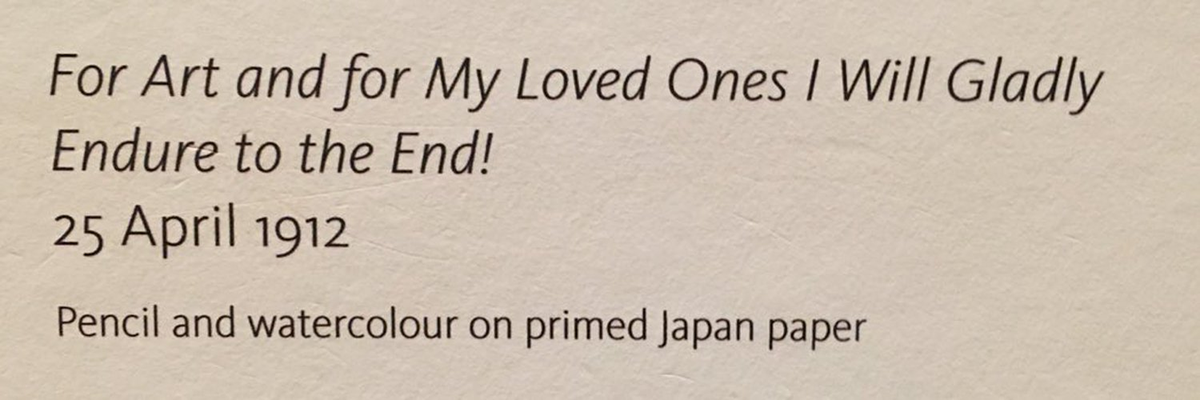 For Art and for My Loved Ones I Will Gladly
Endure to the End!
25 April 1912
Pencil and watercolour on primed Japan paper